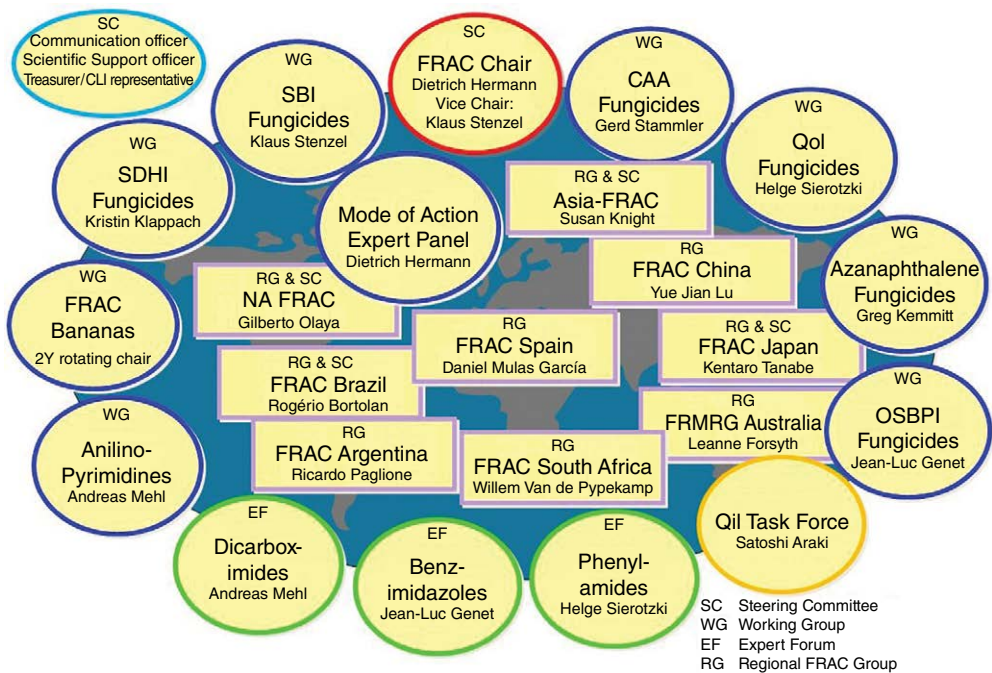 SC
Communication officer
Scientific Support officer
Treasurer/CLI representative
WG
SBI
Fungicides
Klaus Stenzel
SC
FRAC Chair
Dietrich Hermann
Vice Chair:
Klaus Stenzel
WG
CAA
Fungicides
Gerd Stammler
WG
QoI
Fungicides
Helge Sierotzki
WG
SDHI
Fungicides
Kristin Klappach
Mode of Action
Expert Panel
Dietrich Hermann
RG & SC
Asia-FRAC
Susan Knight
RG
FRAC China
Yue Jian Lu
WG
Azanaphthalene
Fungicides
Greg Kemmitt
WG
FRAC
Bananas
2Y rotating chair
RG & SC
NA FRAC
Gilberto Olaya
RG
FRAC Spain
Daniel Mulas García
RG & SC
FRAC Japan
Kentaro Tanabe
RG & SC
FRAC Brazil
Rogério Bortolan
RG
FRMRG Australia
Leanne Forsyth
WG
OSBPI
Fungicides
Jean-Luc Genet
WG
Anilino-
Pyrimidines
Andreas Mehl
RG
FRAC Argentina
Ricardo Paglione
RG
FRAC South Africa
Willem Van de Pypekamp
Qil Task Force
Satoshi Araki
EF
Dicarbox-
imides
Andreas Mehl
EF
Benz-
imidazoles
Jean-Luc Genet
EF
Phenyl-
amides
Helge Sierotzki
SC Steering Committee
WG Working Group
EF Expert Forum
RG Regional FRAC Group